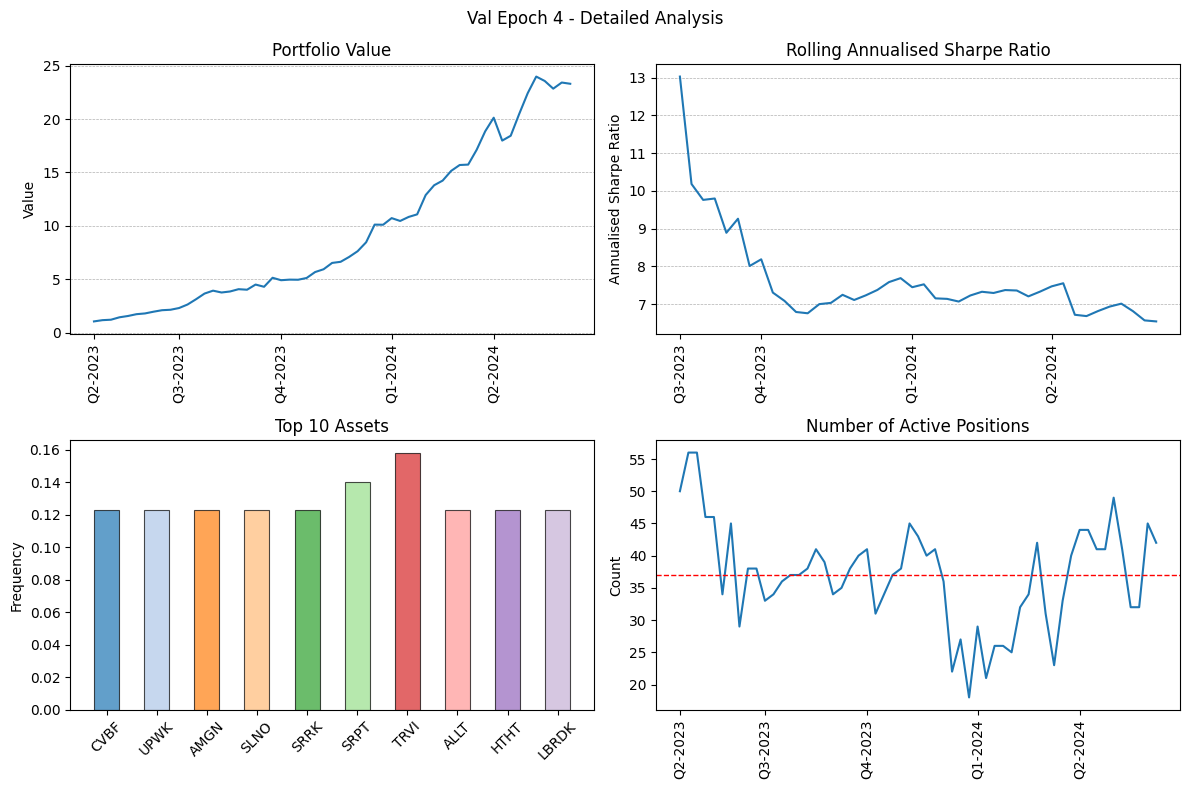 Val Epoch 4 - Detailed Analysis
Portfolio Value
Value
25
20
15
10
5
0
Q2-2023
Q3-2023
Q4-2023
Q1-2024
Q2-2024
Rolling Annualised Sharpe Ratio
Annualised Sharpe Ratio
13
12
11
10
9
8
7
Q3-2023
Q4-2023
Q1-2024
Q2-2024
Top 10 Assets
Frequency
0.16
0.14
0.12
0.10
0.08
0.06
0.04
0.02
0.00
CVBF
UPWK
AMGN
SLNO
SRRK
SRPT
TRVI
ALLT
HTHT
LBRDK
Number of Active Positions
Count
55
50
45
40
35
30
25
20
Q2-2023
Q3-2023
Q4-2023
Q1-2024
Q2-2024